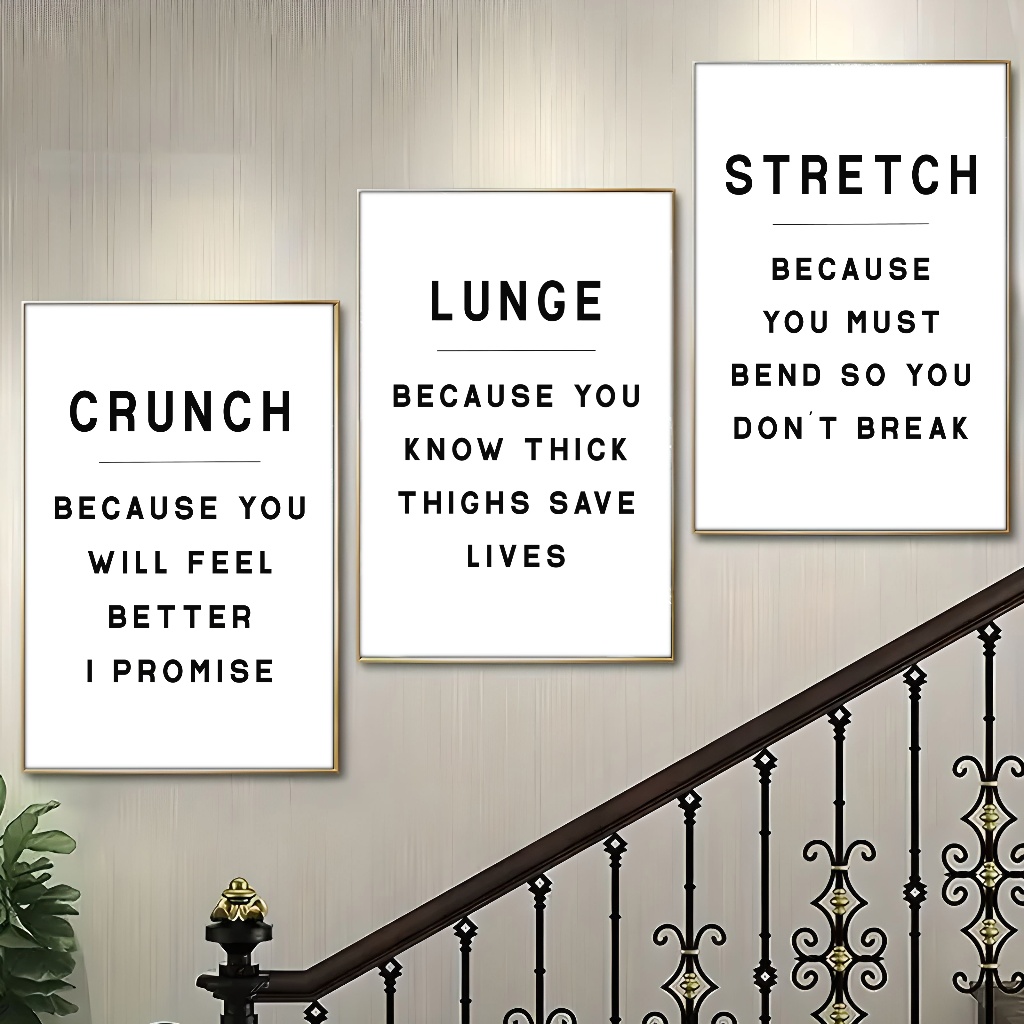 CRUNCH
BECAUSE YOU
WILL FEEL
BETTER
I PROMISE
LUNGE
BECAUSE YOU
KNOW THICK
THIGHS SAVE
LIVES
STRETCH
BECAUSE
YOU MUST
BEND SO YOU
DON'T BREAK